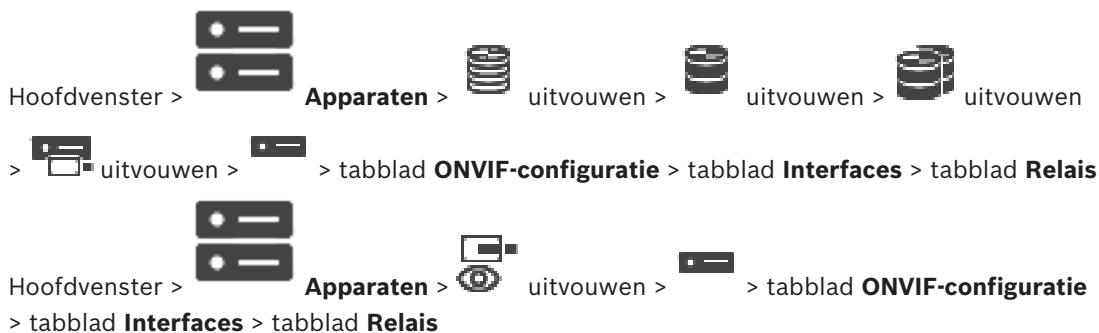 Hoofdvenster > Apparaten > uitvouwen > uitvouwen > uitvouwen
> uitvouwen > > tabblad ONVIF-configuratie > tabblad Interfaces > tabblad Relais
Hoofdvenster > Apparaten > uitvouwen > > tabblad ONVIF-configuratie
> tabblad Interfaces > tabblad Relais